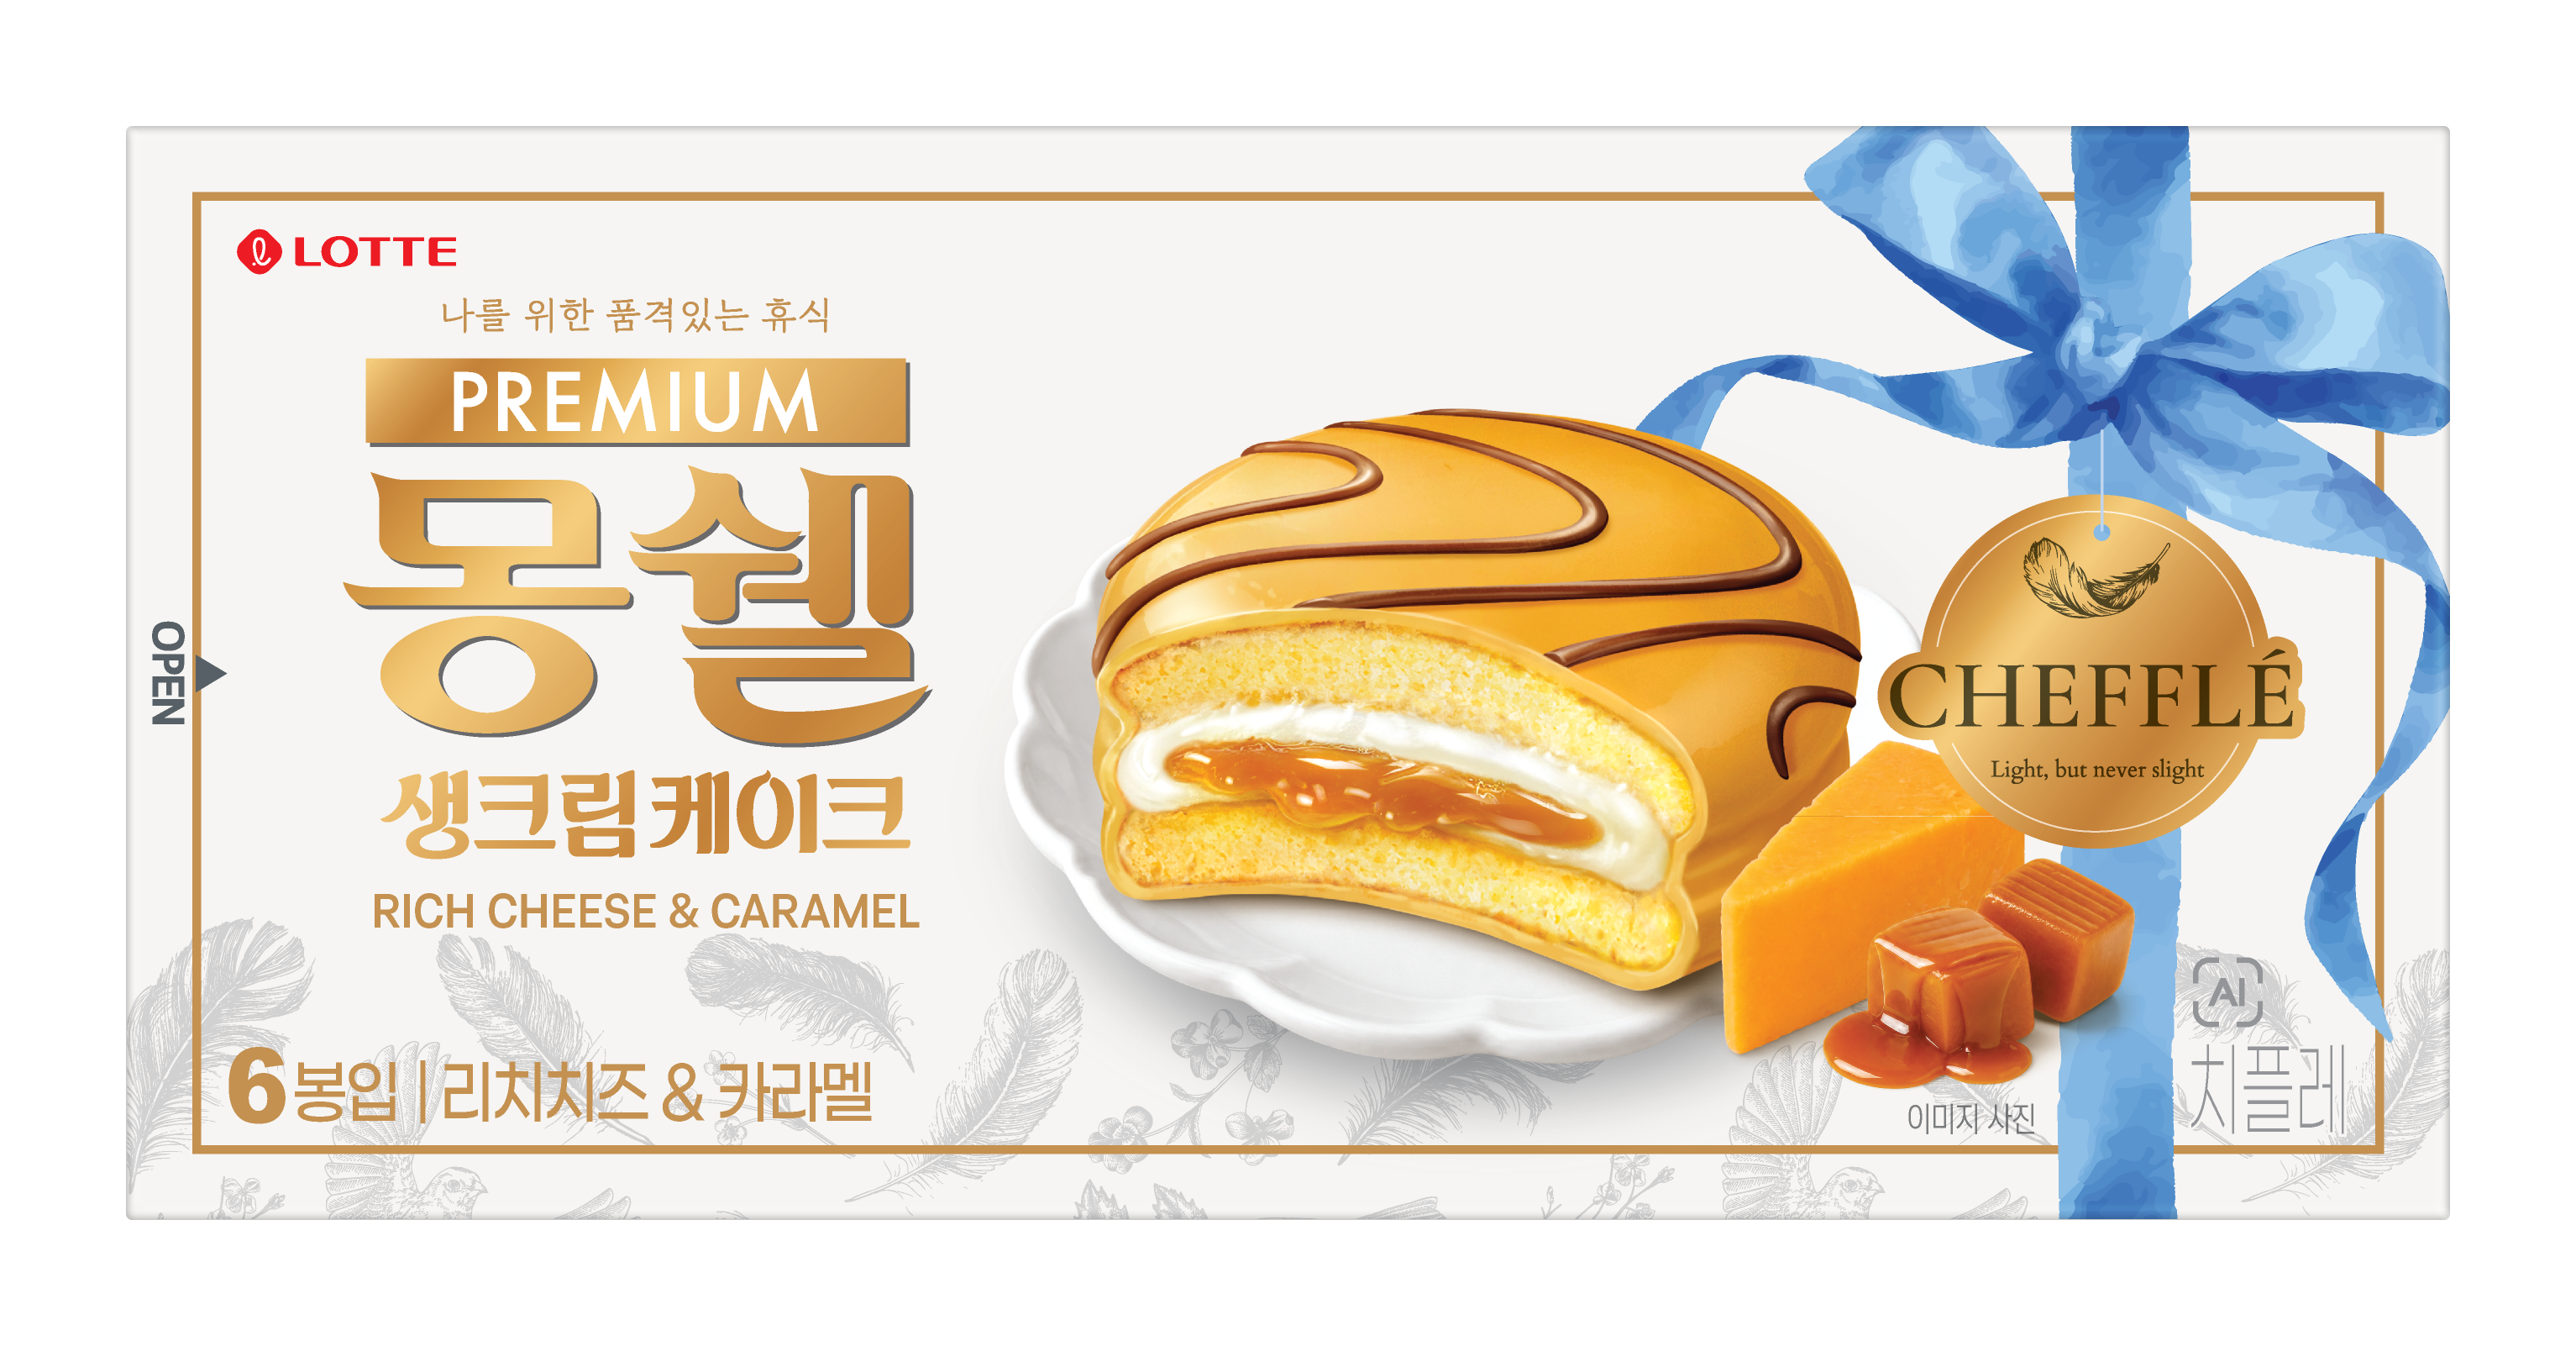 LOTTE
나를 위한 품격있는 휴식
PREMIUM
몽쉘
생크림케이크
RICH CHEESE & CARAMEL
OPEN
6봉입 | 리치치즈 & 카라멜
CHEFFLÉ
Light, but never slight
AI
치플레
이미지 사진